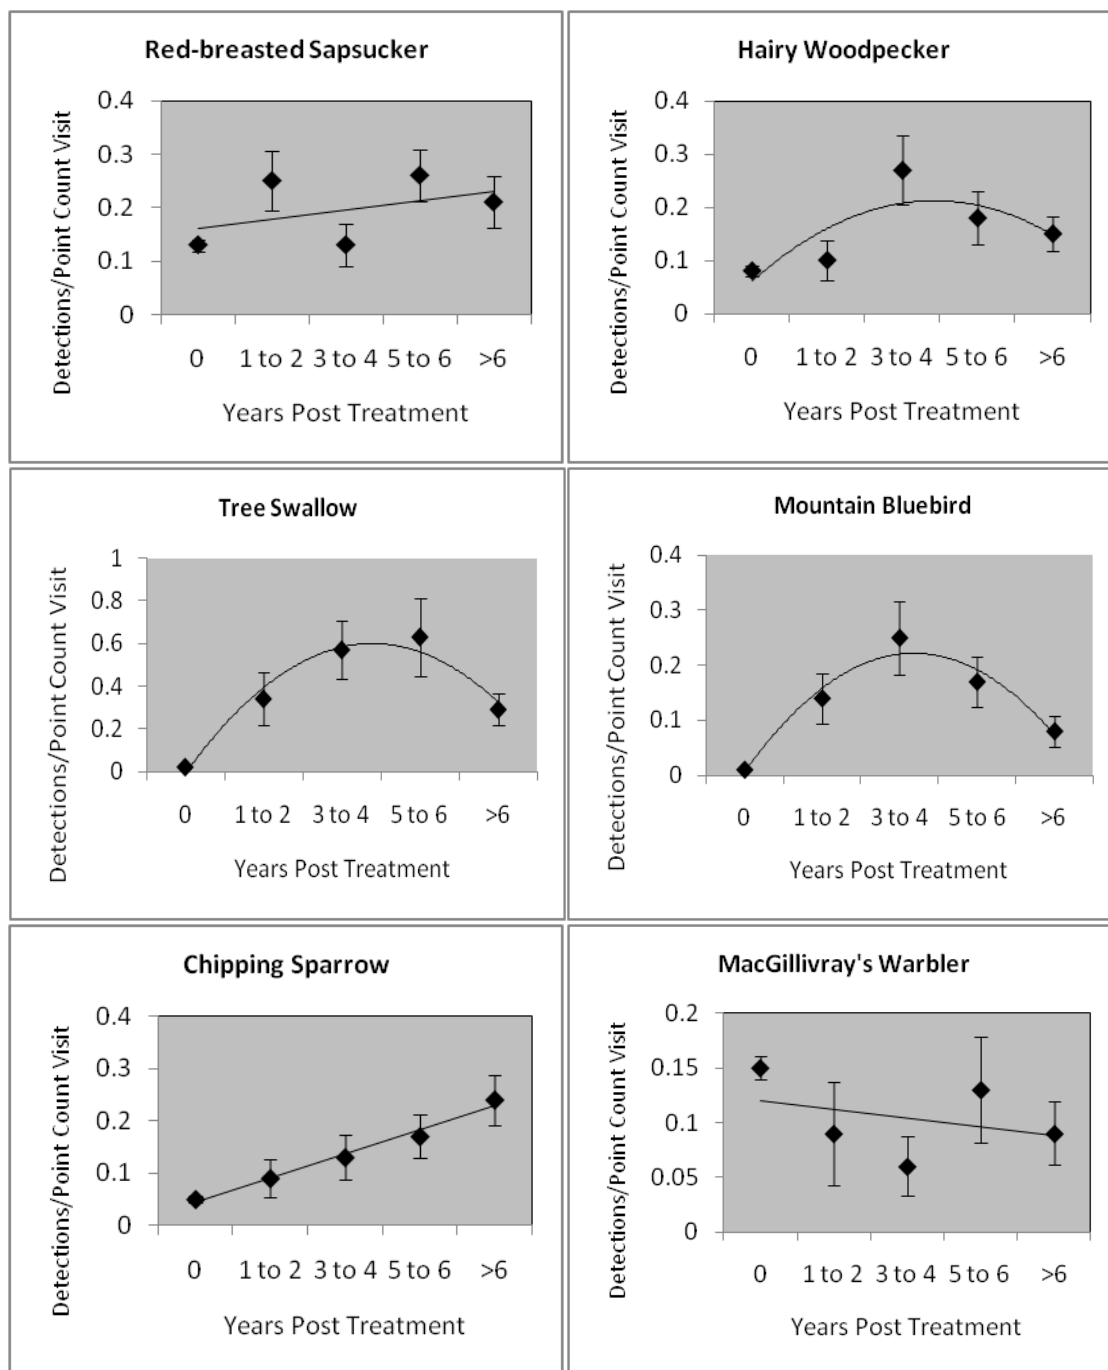 Red-breasted Sapsucker
Detections/Point Count Visit
0.4
0.3
0.2
0.1
0
0 1 to 2 3 to 4 5 to 6 >6
Years Post Treatment
Hairy Woodpecker
Detections/Point Count Visit
0.4
0.3
0.2
0.1
0
0 1 to 2 3 to 4 5 to 6 >6
Years Post Treatment
Tree Swallow
Detections/Point Count Visit
1
0.8
0.6
0.4
0.2
0
0 1 to 2 3 to 4 5 to 6 >6
Years Post Treatment
Mountain Bluebird
Detections/Point Count Visit
0.4
0.3
0.2
0.1
0
0 1 to 2 3 to 4 5 to 6 >6
Years Post Treatment
Chipping Sparrow
Detections/Point Count Visit
0.4
0.3
0.2
0.1
0
0 1 to 2 3 to 4 5 to 6 >6
Years Post Treatment
MacGillivray's Warbler
Detections/Point Count Visit
0.2
0.15
0.1
0.05
0
0 1 to 2 3 to 4 5 to 6 >6
Years Post Treatment